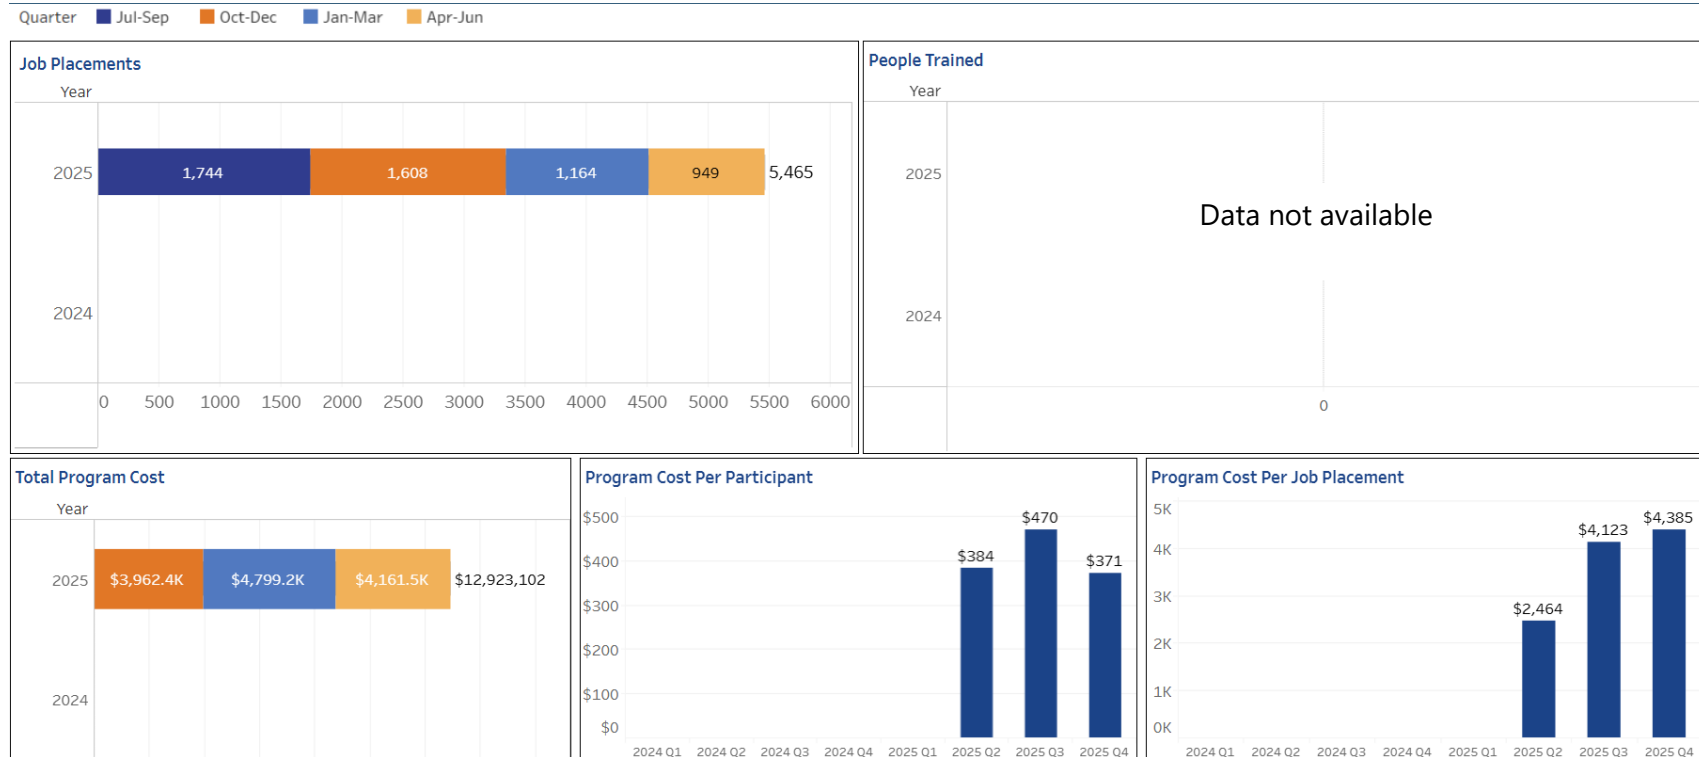 Quarter Jul-Sep Oct-Dec Jan-Mar Apr-Jun
Job Placements
Year
2025 1,744 1,608 1,164 949 5,465
2024
0 500 1000 1500 2000 2500 3000 3500 4000 4500 5000 5500 6000
People Trained
Year
2025
Data not available
2024
0
Total Program Cost
Year
2025 $3,962.4K $4,799.2K $4,161.5K $12,923,102
2024
Program Cost Per Participant
$500
$400
$300
$200
$100
$0
$384 $470 $371
2024 Q1 2024 Q2 2024 Q3 2024 Q4 2025 Q1 2025 Q2 2025 Q3 2025 Q4
Program Cost Per Job Placement
5K
4K
3K
2K
1K
0K
$2,464 $4,123 $4,385
2024 Q1 2024 Q2 2024 Q3 2024 Q4 2025 Q1 2025 Q2 2025 Q3 2025 Q4